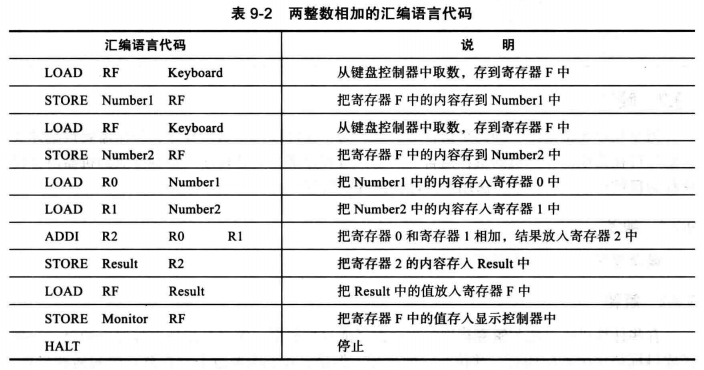 表 9-2 两整数相加的汇编语言代码
汇编语言代码 说 明
LOAD RF Keyboard 从键盘控制器中取数，存到寄存器 F 中
STORE Number1 RF 把寄存器 F 中的内容存到 Number1 中
LOAD RF Keyboard 从键盘控制器中取数，存到寄存器 F 中
STORE Number2 RF 把寄存器 F 中的内容存到 Number2 中
LOAD R0 Number1 把 Number1 中的内容存入寄存器 0 中
LOAD R1 Number2 把 Number2 中的内容存入寄存器 1 中
ADDI R2 R0 R1 把寄存器 0 和寄存器 1 相加，结果放入寄存器 2 中
STORE Result R2 把寄存器 2 的内容存入 Result 中
LOAD RF Result 把 Result 中的值放入寄存器 F 中
STORE Monitor RF 把寄存器 F 中的值存入显示控制器中
HALT 停止